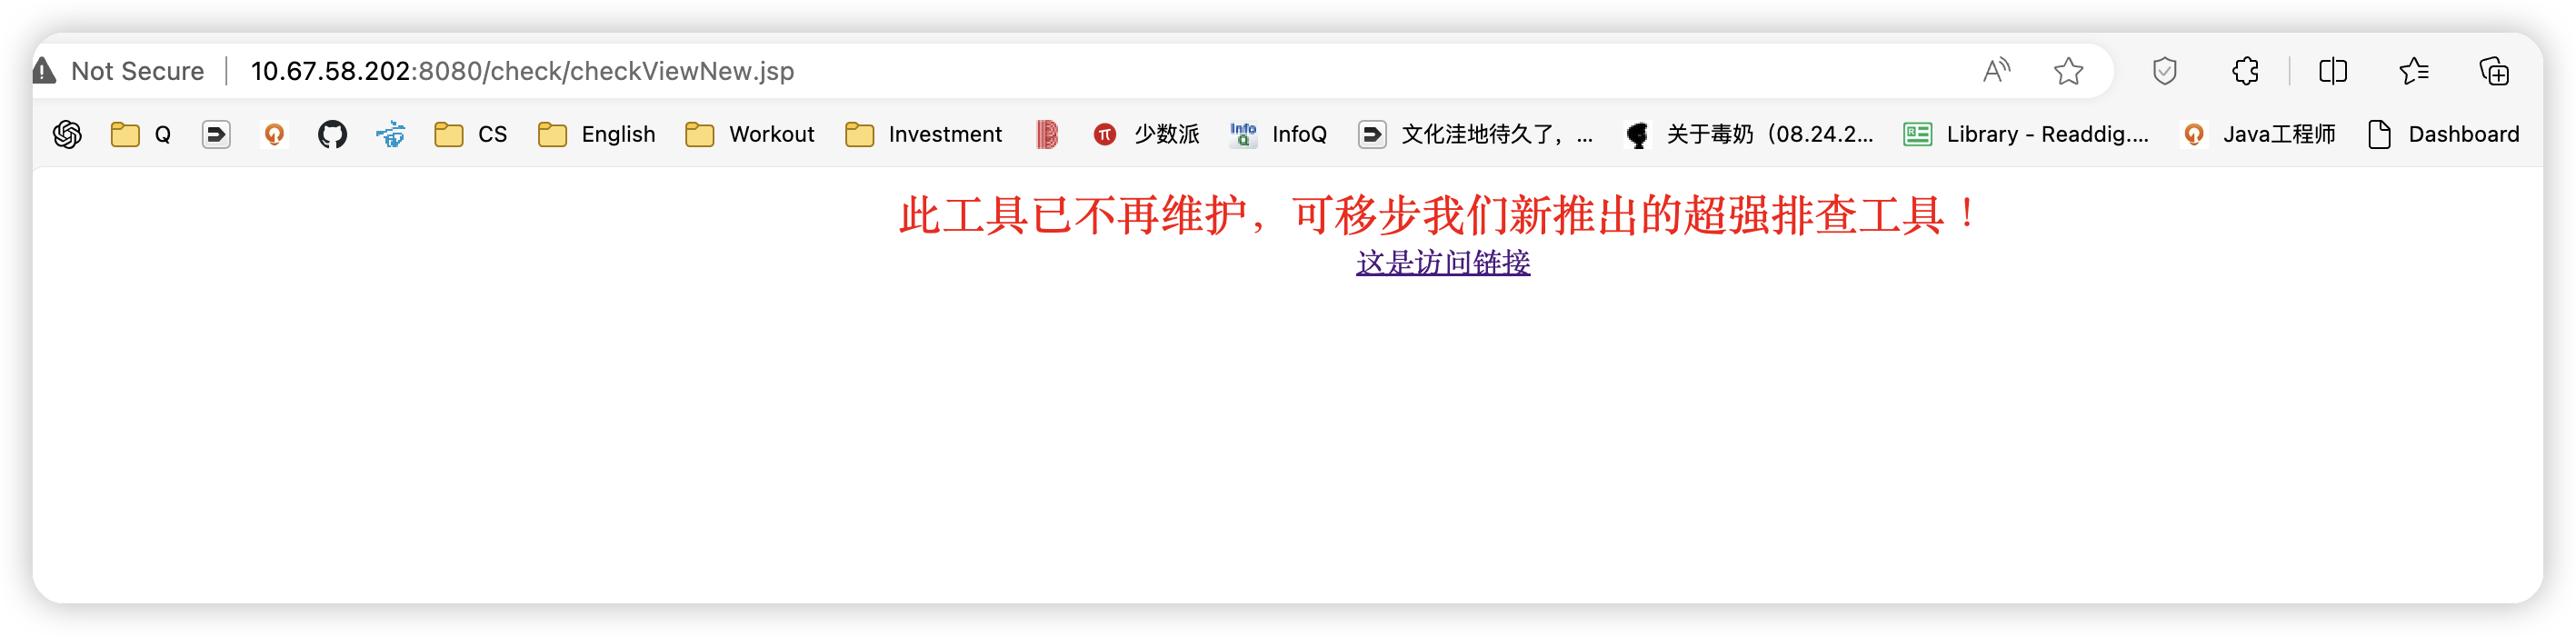 Not Secure 10.67.58.202:8080/check/checkViewNew.jsp
Q CS English Workout Investment 少数派 InfoQ 文化洼地待久了，... 关于毒奶（08.24.2... Library - Readdig.... Java工程师 Dashboard
此工具已不再维护，可移步我们新推出的超强排查工具！
这是访问链接